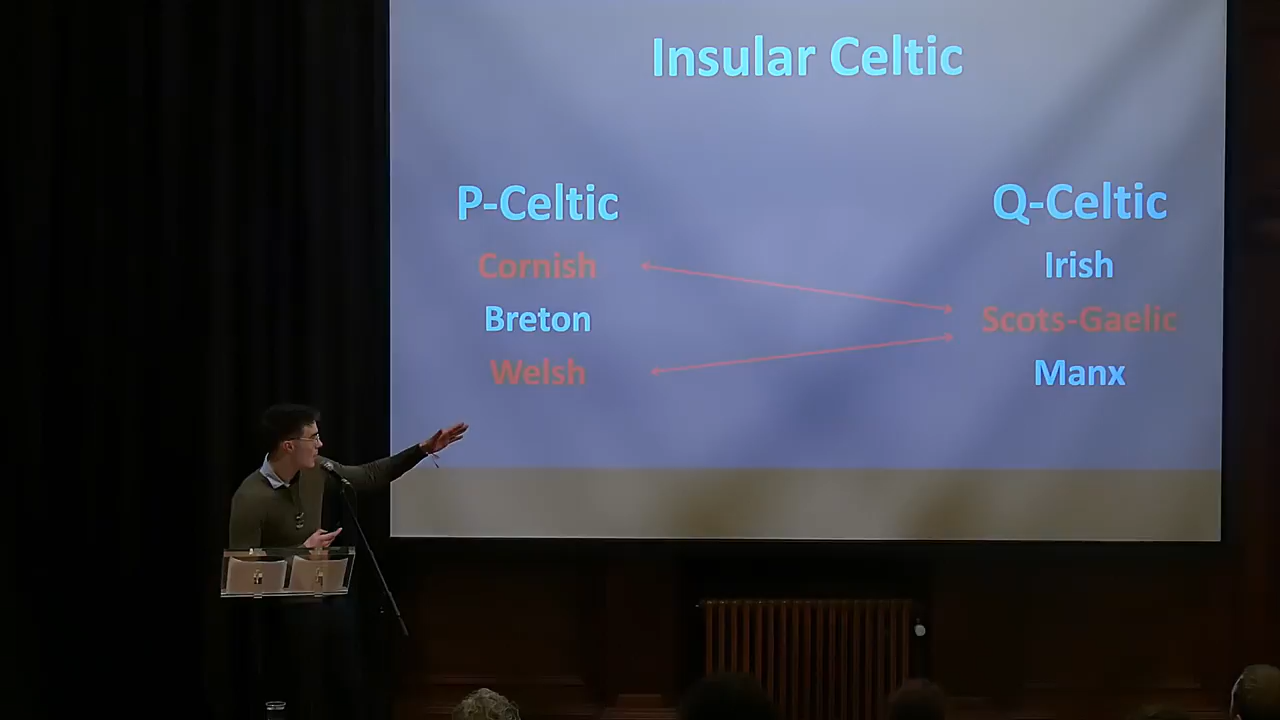 Insular Celtic
P-Celtic
Cornish
Breton
Welsh
Q-Celtic
Irish
Scots-Gaelic
Manx